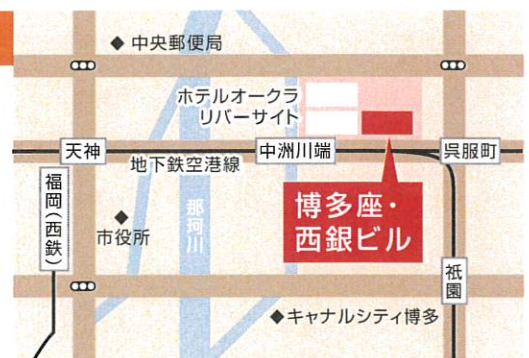 ◆ 中央郵便局
ホテルオークラ
リバーサイト
天神
地下鉄空港線
中洲川端
呉服町
福岡(西鉄)
那珂川
◆
市役所
博多座・
西銀ビル
祇園
◆キャナルシティ博多